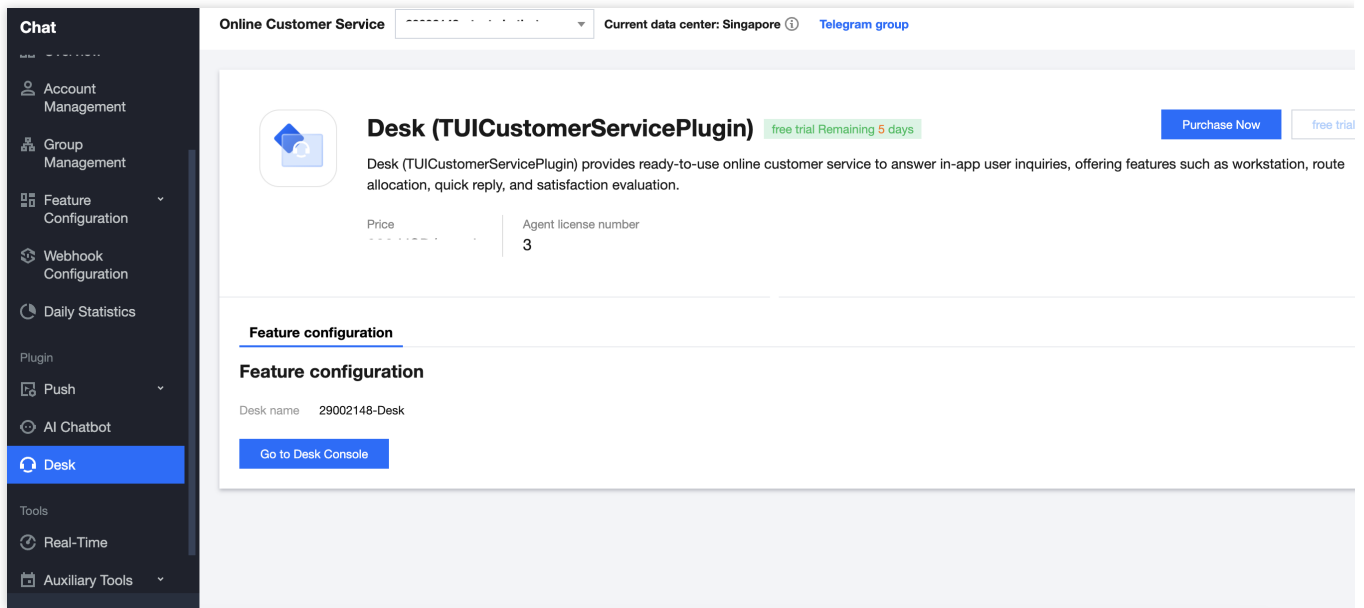 Chat
Account
Management
Group
Management
Feature
Configuration
Webhook
Configuration
Daily Statistics
Plugin
Push
AI Chatbot
Desk
Tools
Real-Time
Auxiliary Tools
Online Customer Service
Current data center: Singapore
Telegram group
Desk (TUICustomerServicePlugin)
free trial Remaining 5 days
Purchase Now
free trial
Desk (TUICustomerServicePlugin) provides ready-to-use online customer service to answer in-app user inquiries, offering features such as workstation, route
allocation, quick reply, and satisfaction evaluation.
Price
Agent license number
3
Feature configuration
Feature configuration
Desk name 29002148-Desk
Go to Desk Console